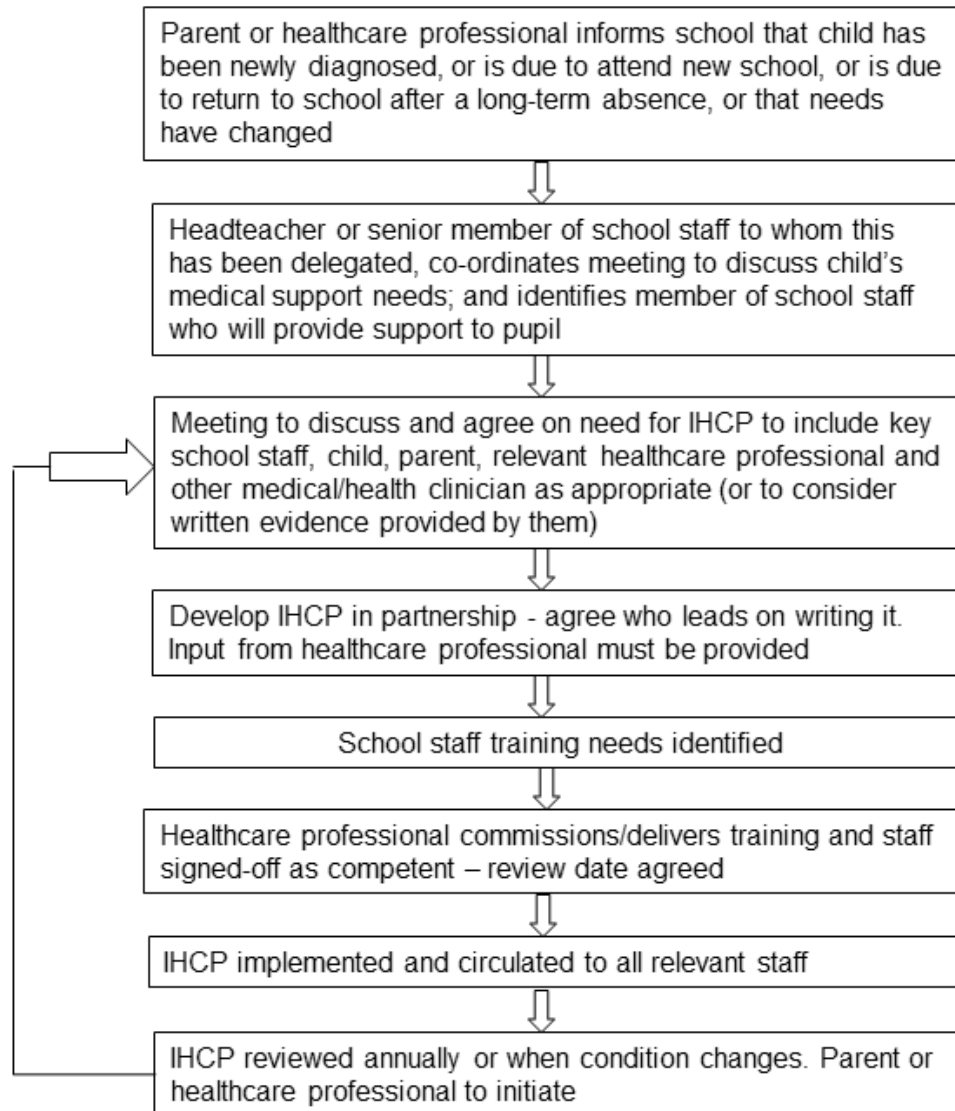 Parent or healthcare professional informs school that child has
been newly diagnosed, or is due to attend new school, or is due
to return to school after a long-term absence, or that needs
have changed
Headteacher or senior member of school staff to whom this
has been delegated, co-ordinates meeting to discuss child's
medical support needs; and identifies member of school staff
who will provide support to pupil
Meeting to discuss and agree on need for IHCP to include key
school staff, child, parent, relevant healthcare professional and
other medical/health clinician as appropriate (or to consider
written evidence provided by them)
Develop IHCP in partnership - agree who leads on writing it.
Input from healthcare professional must be provided
School staff training needs identified
Healthcare professional commissions/delivers training and staff
signed-off as competent – review date agreed
IHCP implemented and circulated to all relevant staff
IHCP reviewed annually or when condition changes. Parent or
healthcare professional to initiate